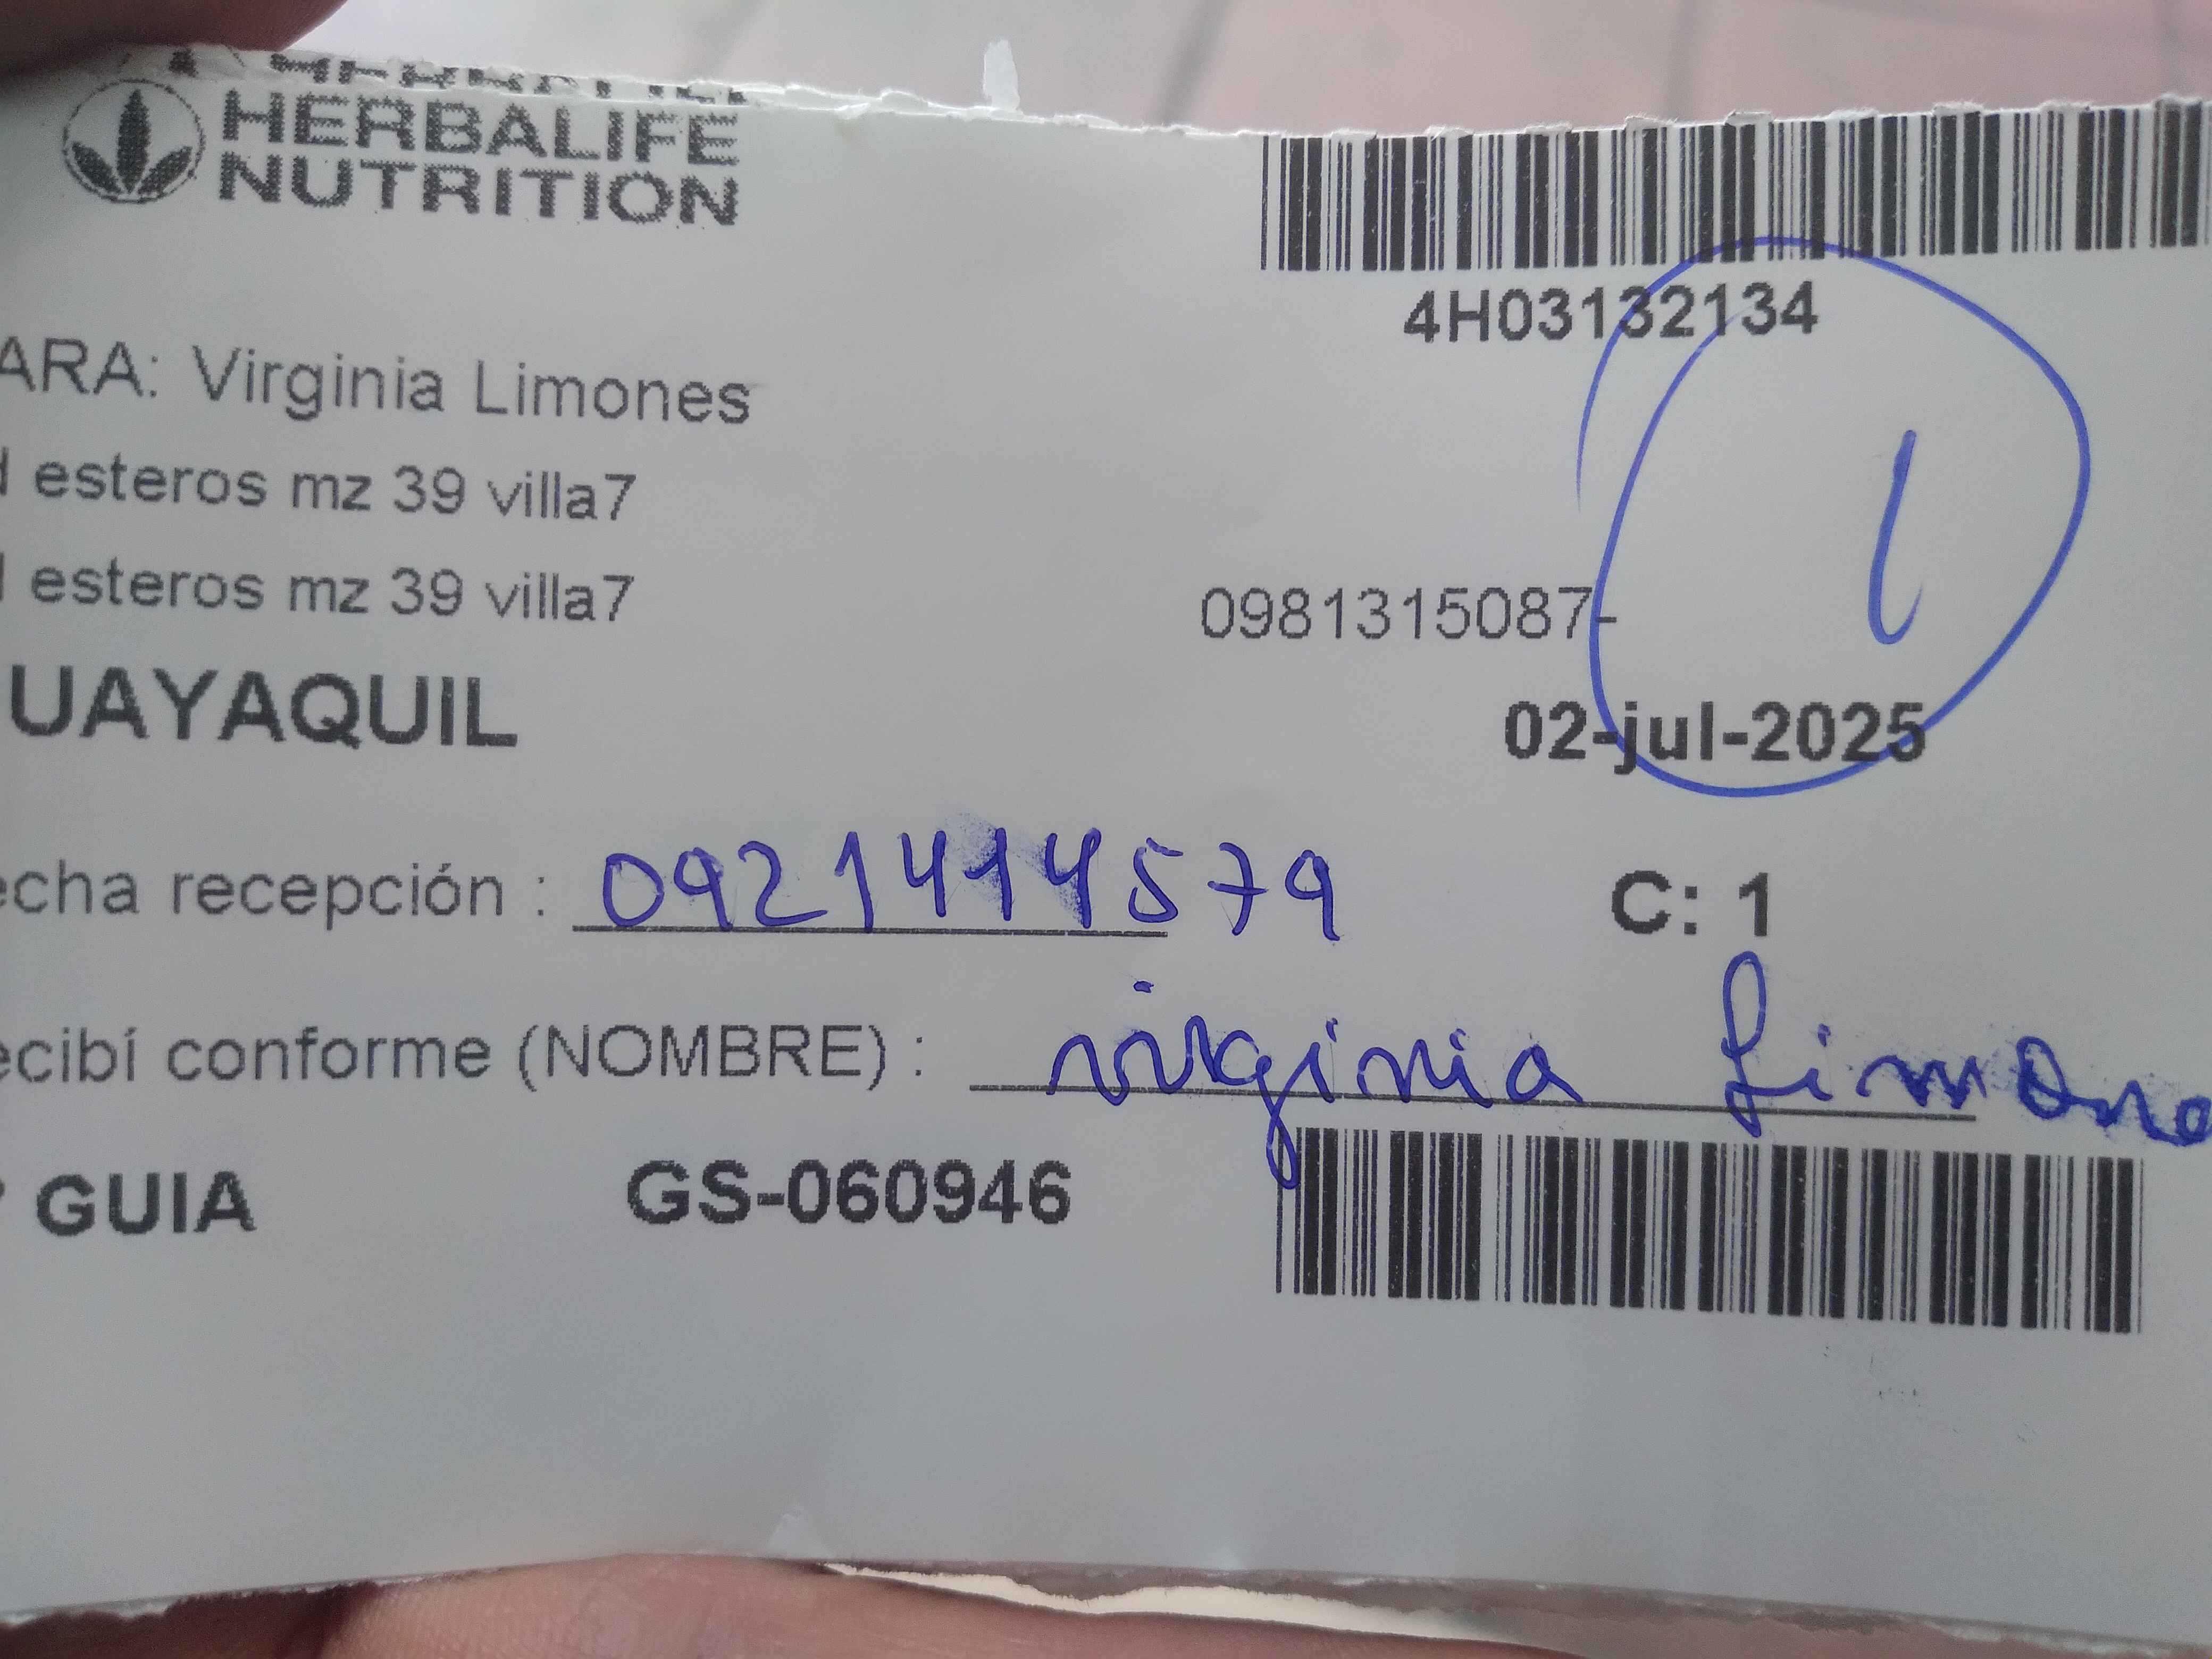 HERBALIFE
NUTRITION
4H03132134
ARA: Virginia Limones
esteros mz 39 villa7
1
esteros mz 39 villa7
0981315087-
UAYAQUIL
02-jul-2025
echa recepción : 0921414579
C: 1
ecibí conforme (NOMBRE) : virginia Limone
GUIA GS-060946